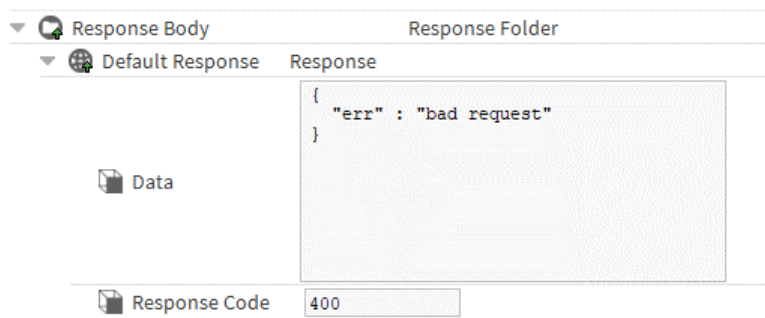 Response Body Response Folder
Default Response Response
Data
{
"err" : "bad request"
}
Response Code 400